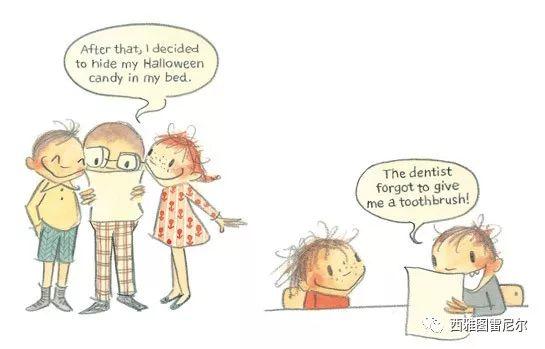 After that, I decided
to hide my Halloween
candy in my bed.
The dentist
forgot to give
me a toothbrush!
西雅图雷尼尔